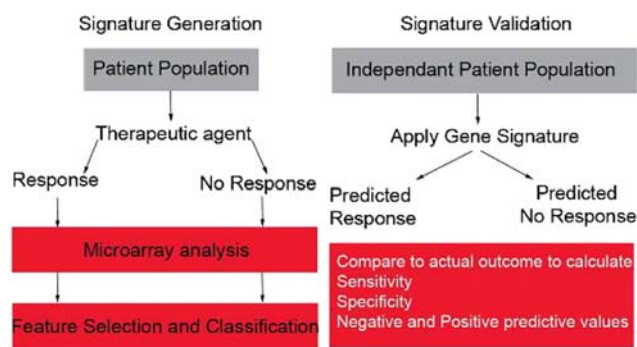 Signature Generation
Patient Population
Therapeutic agent
Response
No Response
Microarray analysis
Feature Selection and Classification
Signature Validation
Independant Patient Population
Apply Gene Signature
Predicted
Response
Predicted
No Response
Compare to actual outcome to calculate
Sensitivity
Specificity
Negative and Positive predictive values